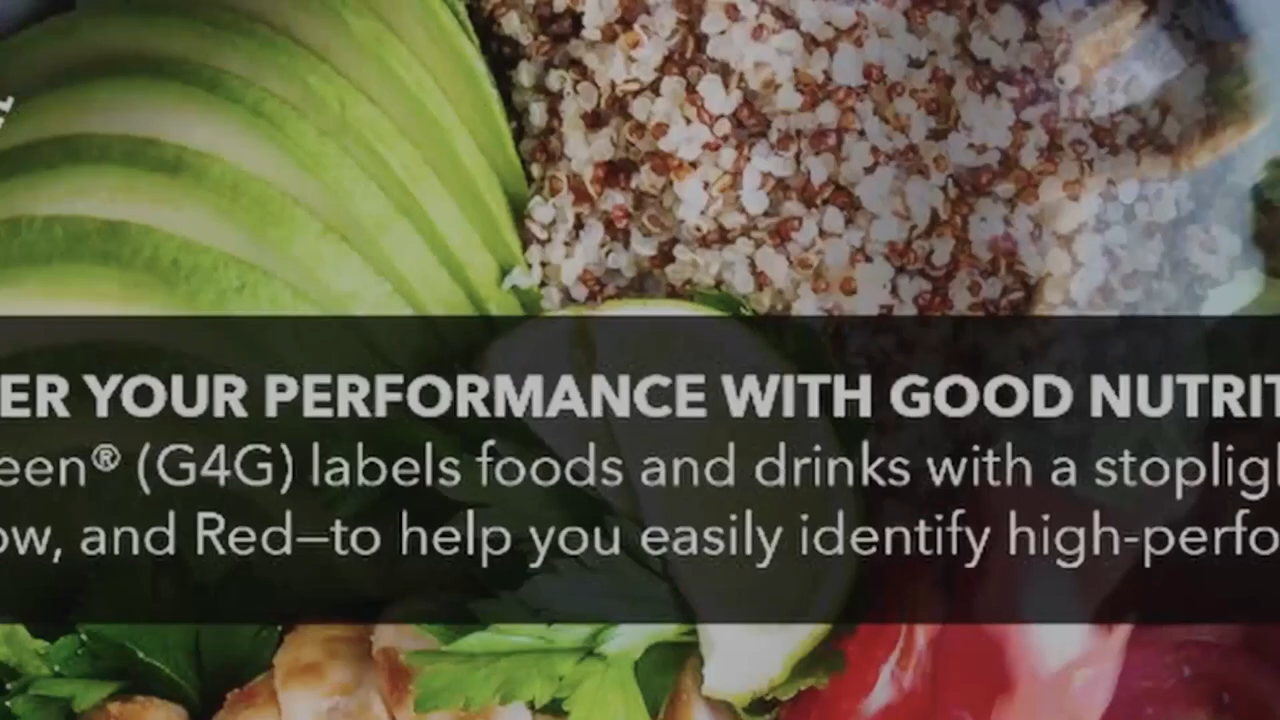 ER YOUR PERFORMANCE WITH GOOD NUTRIT
een® (G4G) labels foods and drinks with a stoplig
ow, and Red—to help you easily identify high-perfo